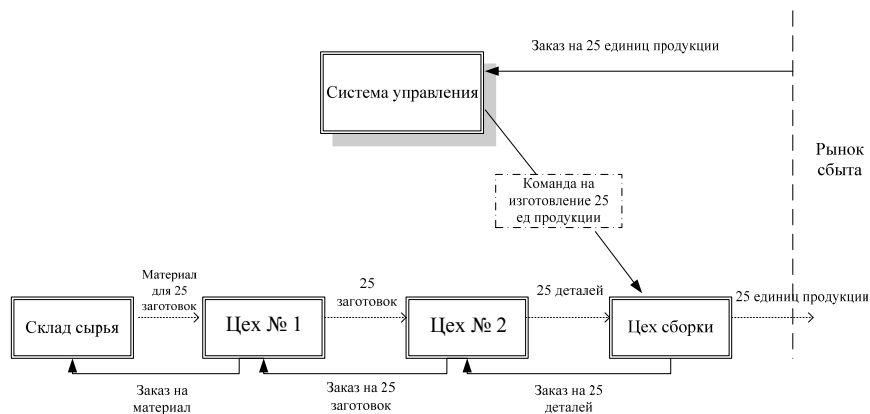 Заказ на 25 единиц продукции
Система управления
Рынок
сбыта
Команда на
изготовление 25
ед продукции
Материал
для 25
заготовок
25
заготовок
25 деталей
25 единиц продукции
Склад сырья
Цех № 1
Цех № 2
Цех сборки
Заказ на
материал
Заказ на 25
заготовок
Заказ на 25
деталей